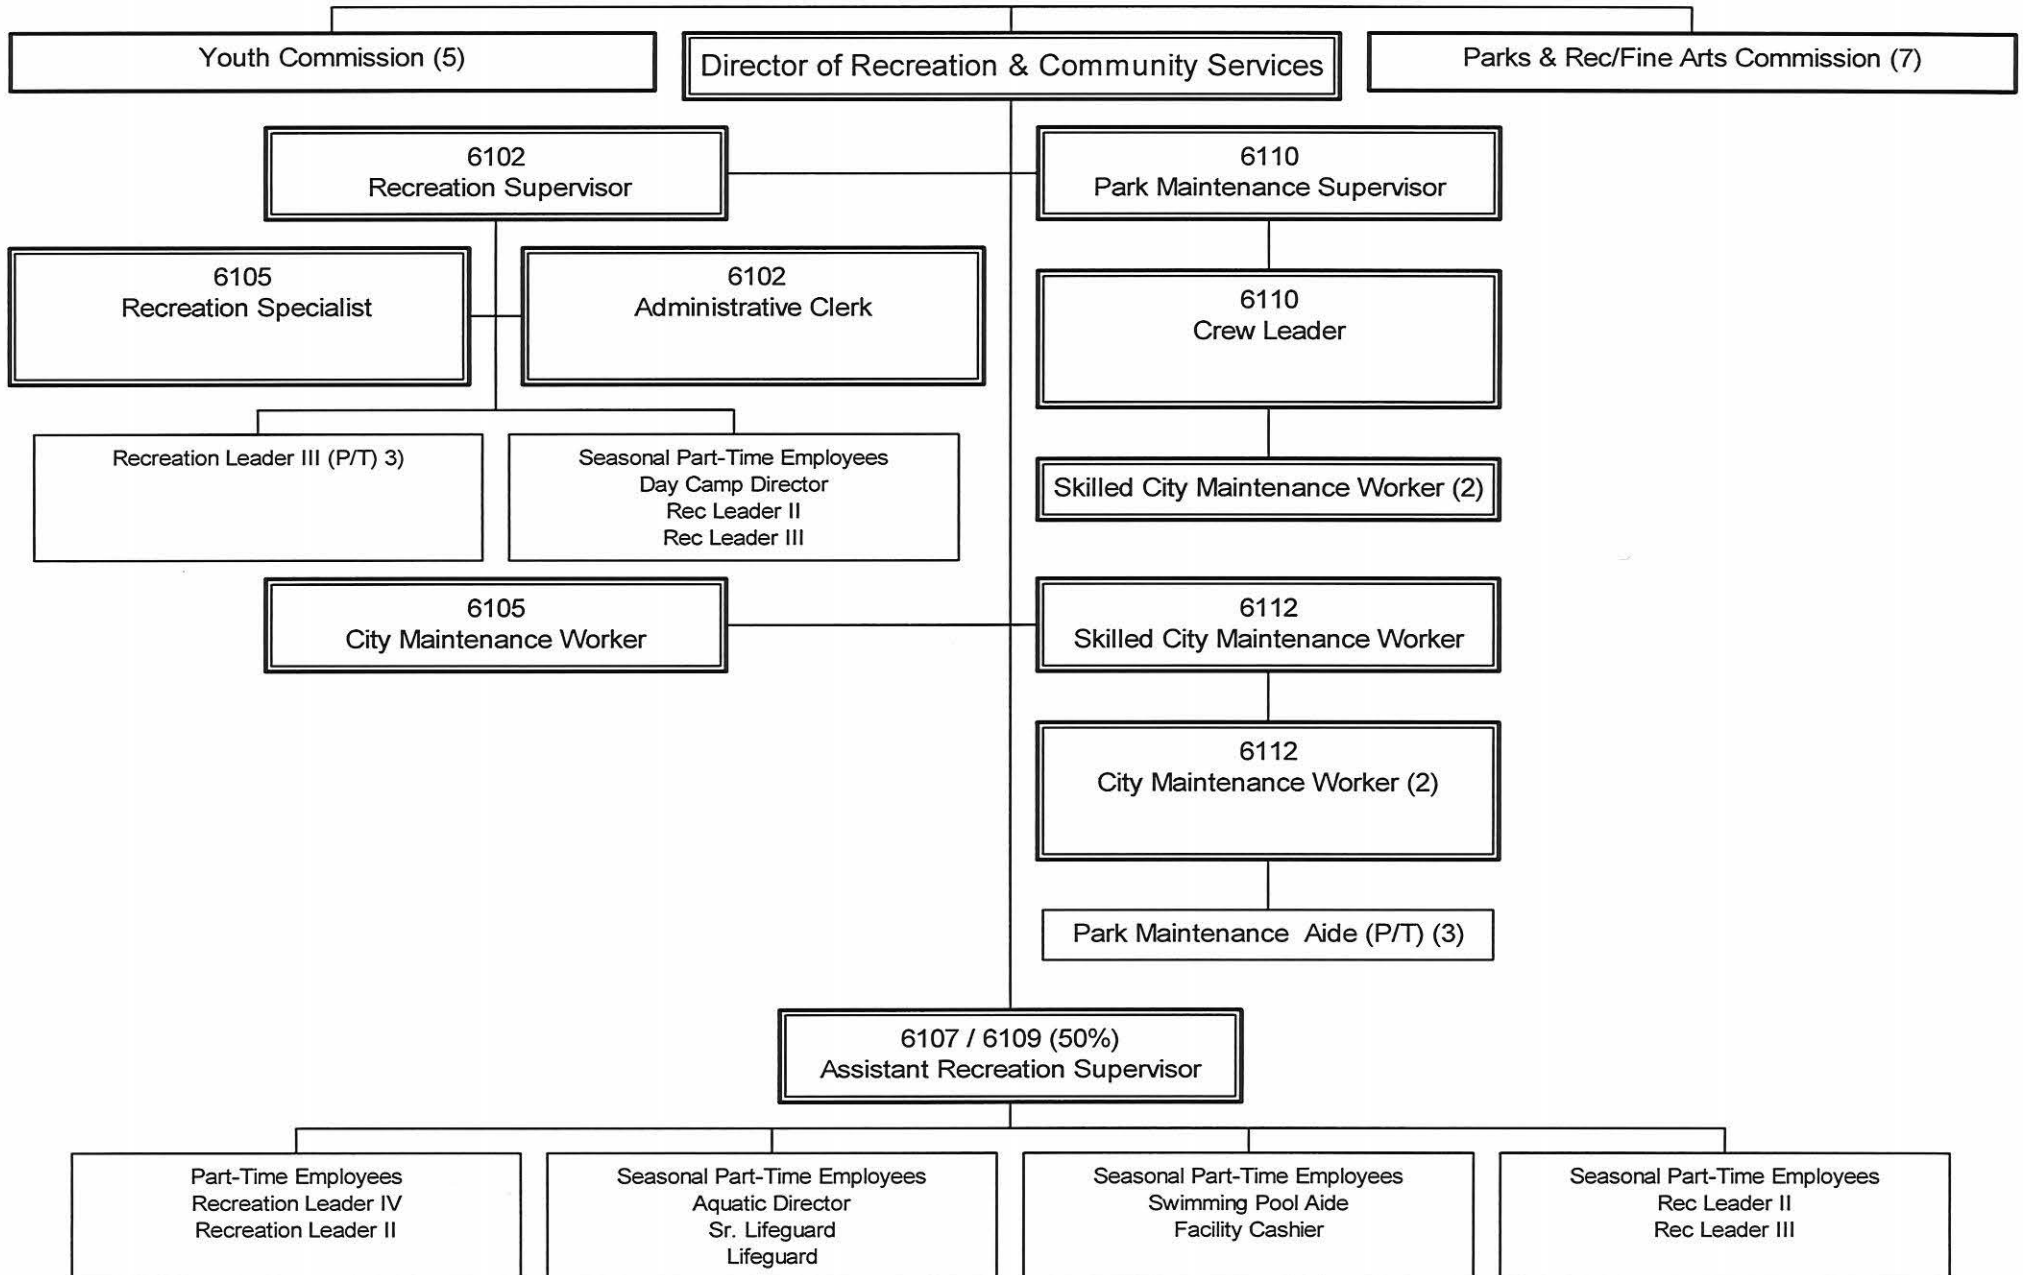 Youth Commission (5)
Director of Recreation & Community Services
Parks & Rec/Fine Arts Commission (7)
6102
Recreation Supervisor
6110
Park Maintenance Supervisor
6105
Recreation Specialist
6102
Administrative Clerk
6110
Crew Leader
Recreation Leader III (P/T) 3)
Seasonal Part-Time Employees
Day Camp Director
Rec Leader II
Rec Leader III
Skilled City Maintenance Worker (2)
6105
City Maintenance Worker
6112
Skilled City Maintenance Worker
6112
City Maintenance Worker (2)
Park Maintenance Aide (P/T) (3)
6107 / 6109 (50%)
Assistant Recreation Supervisor
Part-Time Employees
Recreation Leader IV
Recreation Leader II
Seasonal Part-Time Employees
Aquatic Director
Sr. Lifeguard
Lifeguard
Seasonal Part-Time Employees
Swimming Pool Aide
Facility Cashier
Seasonal Part-Time Employees
Rec Leader II
Rec Leader III